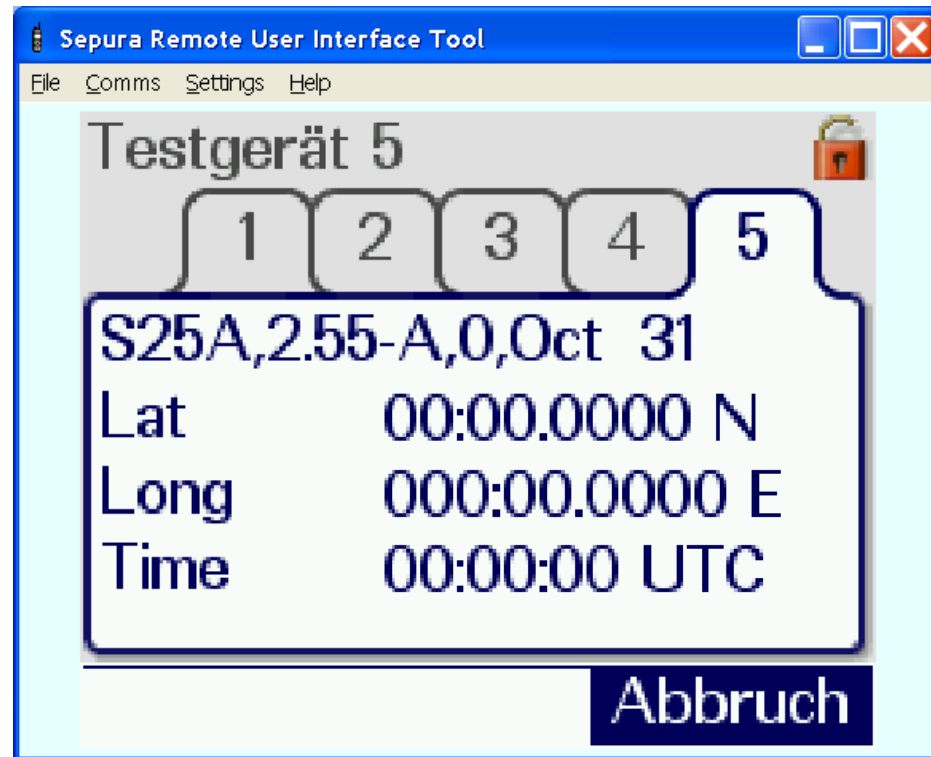 Sepura Remote User Interface Tool
File Comms Settings Help
Testgerät 5
1 2 3 4 5
S25A,2.55-A,0,Oct 31
Lat 00:00.0000 N
Long 000:00.0000 E
Time 00:00:00 UTC
Abbruch